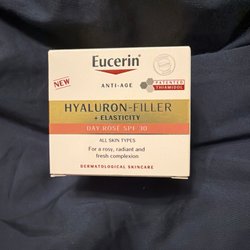 Eucerin
NEW
ANTI-AGE
PATENTED
THIAMIDOL
HYALURON-FILLER
+ ELASTICITY
DAY ROSÉ SPF 30
ALL SKIN TYPES
For a rosy, radiant and
fresh complexion
DERMATOLOGICAL SKINCARE